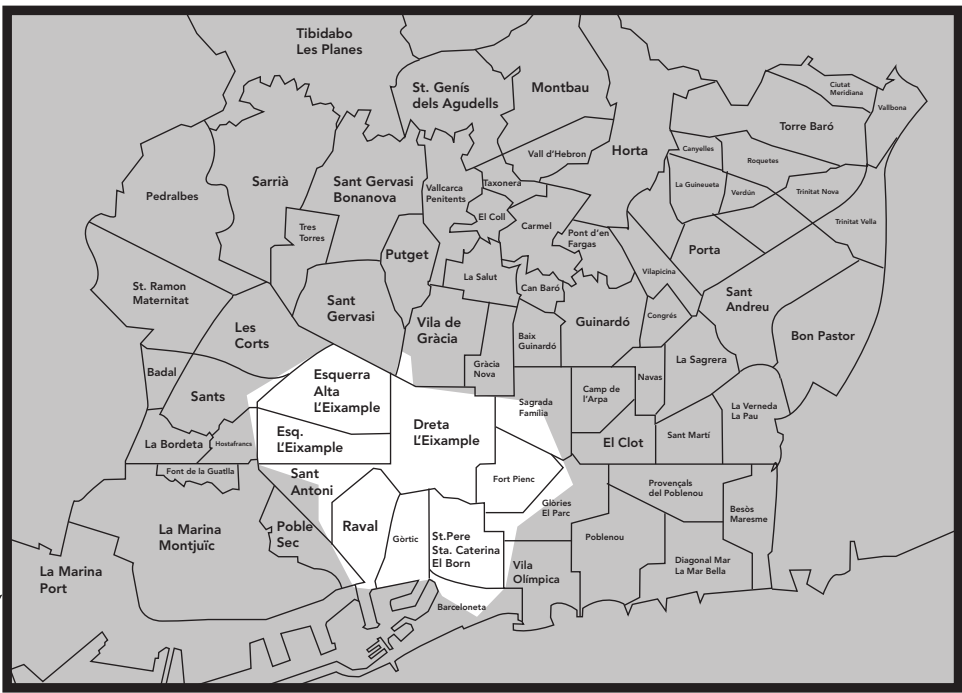 Tibidabo
Les Planes
St. Genís
dels Agudells
Montbau
Ciutat
Meridiana
Vallbona
Torre Baró
Vall d'Hebron
Horta
Canyelles
Roquetes
Pedralbes
Sarrià
Sant Gervasi
Bonanova
Vallcarca
Penitents
Taxonera
La Guineueta
Verdún
Trinitat Nova
Trinitat Vella
Tres
Torres
El Coll
Carmel
Pont d'en
Fargas
Putget
Porta
Vilapicina
La Salut
Can Baró
St. Ramon
Maternitat
Sant
Gervasi
Sant
Andreu
Les
Corts
Vila de
Gràcia
Guinardó
Congrés
Bon Pastor
Baix
Guinardó
Gràcia
Nova
La Sagrera
Badal
Esquerra
Alta
L'Eixample
Navas
Camp de
l'Arpa
Sants
Sagrada
Família
La Verneda
La Pau
Dreta
L'Eixample
Esq.
L'Eixample
La Bordeta
Hostafrancs
El Clot
Sant Martí
Font de la Guatlla
Sant
Antoni
Fort Pienc
Provençals
del Poblenou
Glóries
El Parc
Besòs
Maresme
La Marina
Montjuïc
Poble
Sec
Raval
Gòrtic
St.Pere
Sta. Caterina
El Born
Poblenou
Diagonal Mar
La Mar Bella
La Marina
Port
Vila
Olímpica
Barceloneta